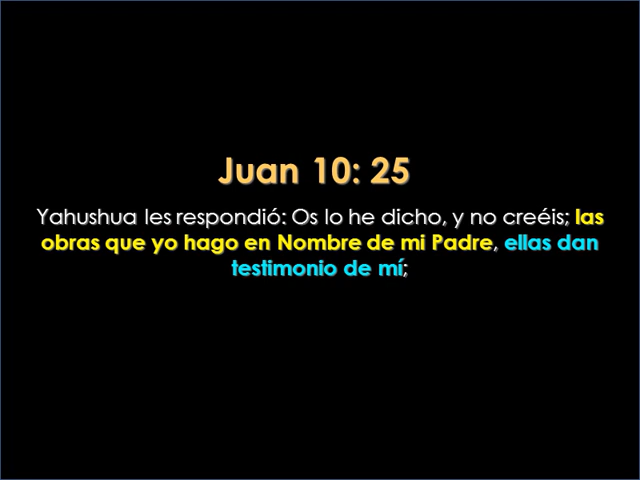 Juan 10: 25
Yahushua les respondió: Os lo he dicho, y no creéis; las
obras que yo hago en Nombre de mi Padre, ellas dan
testimonio de mí;